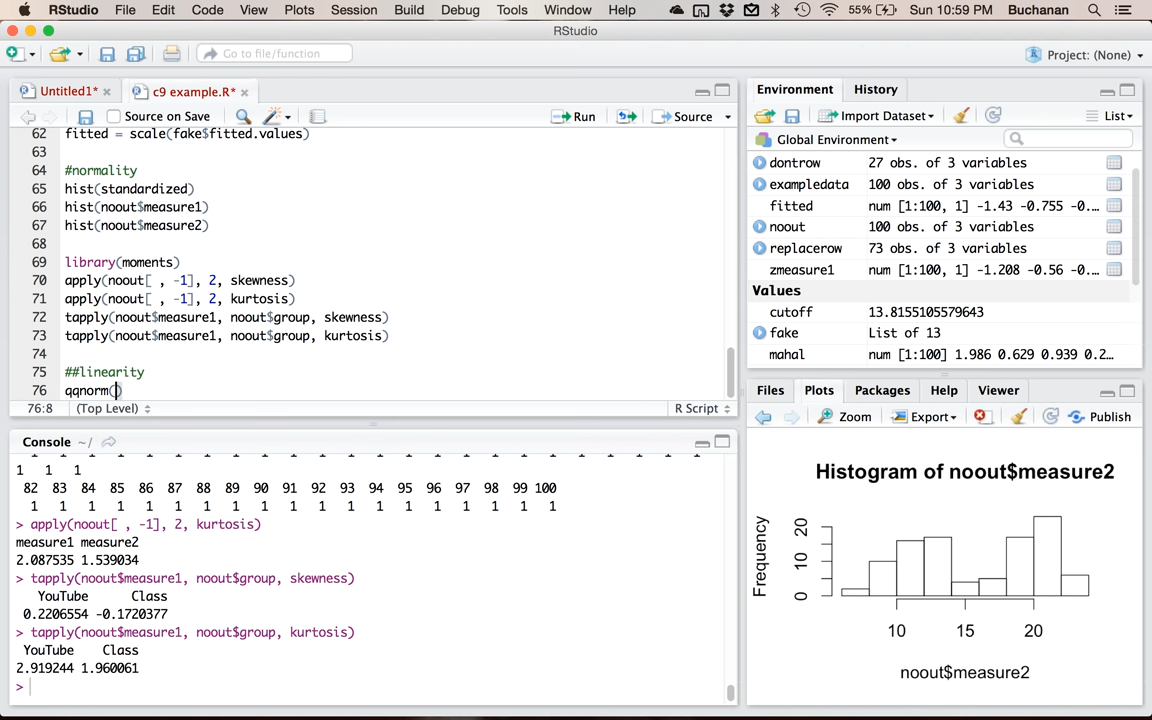 RStudio File Edit Code View Plots Session Build Debug Tools Window Help 55% Sun 10:59 PM Buchanan
RStudio
Go to file/function Project: (None)
Untitled1* c9 example.R*
Source on Save Run Source
62 fitted = scale(fake$fitted.values)
63
64 #normality
65 hist(standardized)
66 hist(noout$measure1)
67 hist(noout$measure2)
68
69 library(moments)
70 apply(noout[ , -1], 2, skewness)
71 apply(noout[ , -1], 2, kurtosis)
72 tapply(noout$measure1, noout$group, skewness)
73 tapply(noout$measure1, noout$group, kurtosis)
74
75 ##linearity
76 qqnorm()
76:8 (Top Level) R Script
Console ~/
1 1 1
82 83 84 85 86 87 88 89 90 91 92 93 94 95 96 97 98 99 100
1 1 1 1 1 1 1 1 1 1 1 1 1 1 1 1 1 1 1
> apply(noout[ , -1], 2, kurtosis)
measure1 measure2
2.087535 1.539034
> tapply(noout$measure1, noout$group, skewness)
YouTube Class
0.2206554 -0.1720377
> tapply(noout$measure1, noout$group, kurtosis)
YouTube Class
2.919244 1.960061
>
Environment History
Import Dataset List
Global Environment
dontrow 27 obs. of 3 variables
exampledata 100 obs. of 3 variables
fitted num [1:100, 1] -1.43 -0.755 -0...
noout 100 obs. of 3 variables
replacerow 73 obs. of 3 variables
zmeasure1 num [1:100, 1] -1.208 -0.56 -0...
Values
cutoff 13.8155105579643
fake List of 13
mahal num [1:100] 1.986 0.629 0.939 0.2...
Files Plots Packages Help Viewer
Zoom Export Publish
Histogram of noout$measure2
Frequency
20
10
0
10 15 20
noout$measure2